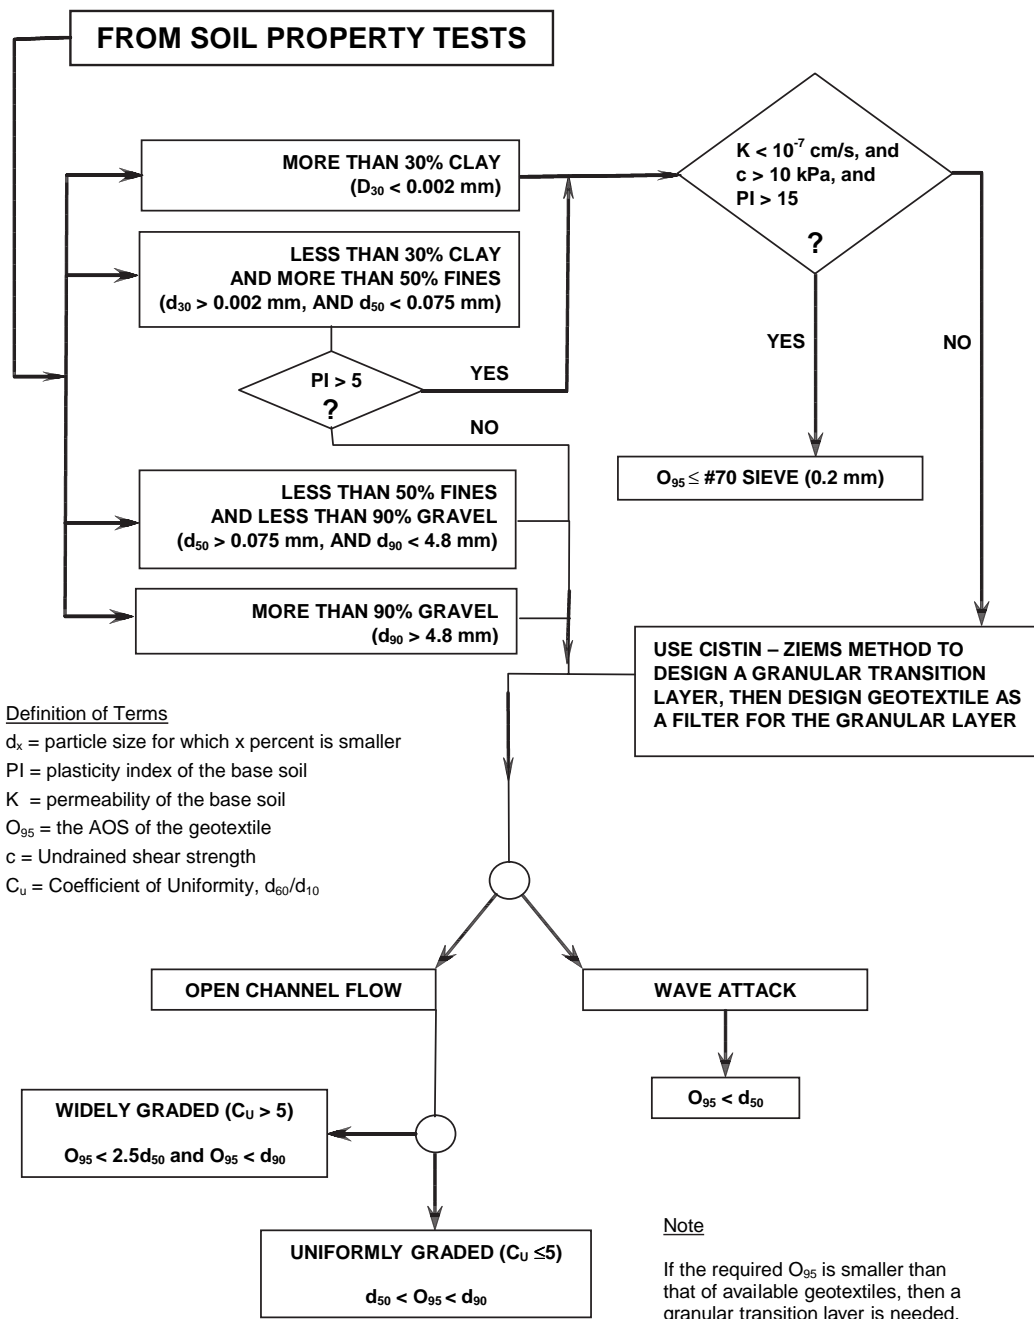 FROM SOIL PROPERTY TESTS
MORE THAN 30% CLAY
(D₃₀ < 0.002 mm)
K < 10⁻⁷ cm/s, and
c > 10 kPa, and
PI > 15
?
LESS THAN 30% CLAY
AND MORE THAN 50% FINES
(d₃₀ > 0.002 mm, AND d₅₀ < 0.075 mm)
YES
NO
PI > 5
?
YES
NO
O₉₅ ≤ #70 SIEVE (0.2 mm)
LESS THAN 50% FINES
AND LESS THAN 90% GRAVEL
(d₅₀ > 0.075 mm, AND d₉₀ < 4.8 mm)
MORE THAN 90% GRAVEL
(d₉₀ > 4.8 mm)
USE CISTIN – ZIEMS METHOD TO
DESIGN A GRANULAR TRANSITION
LAYER, THEN DESIGN GEOTEXTILE AS
A FILTER FOR THE GRANULAR LAYER
Definition of Terms
dₓ = particle size for which x percent is smaller
PI = plasticity index of the base soil
K = permeability of the base soil
O₉₅ = the AOS of the geotextile
c = Undrained shear strength
Cᵤ = Coefficient of Uniformity, d₆₀/d₁₀
OPEN CHANNEL FLOW
WAVE ATTACK
O₉₅ < d₅₀
WIDELY GRADED (C_U > 5)
O₉₅ < 2.5d₅₀ and O₉₅ < d₉₀
UNIFORMLY GRADED (C_U ≤5)
d₅₀ < O₉₅ < d₉₀
Note
If the required O₉₅ is smaller than
that of available geotextiles, then a
granular transition layer is needed.